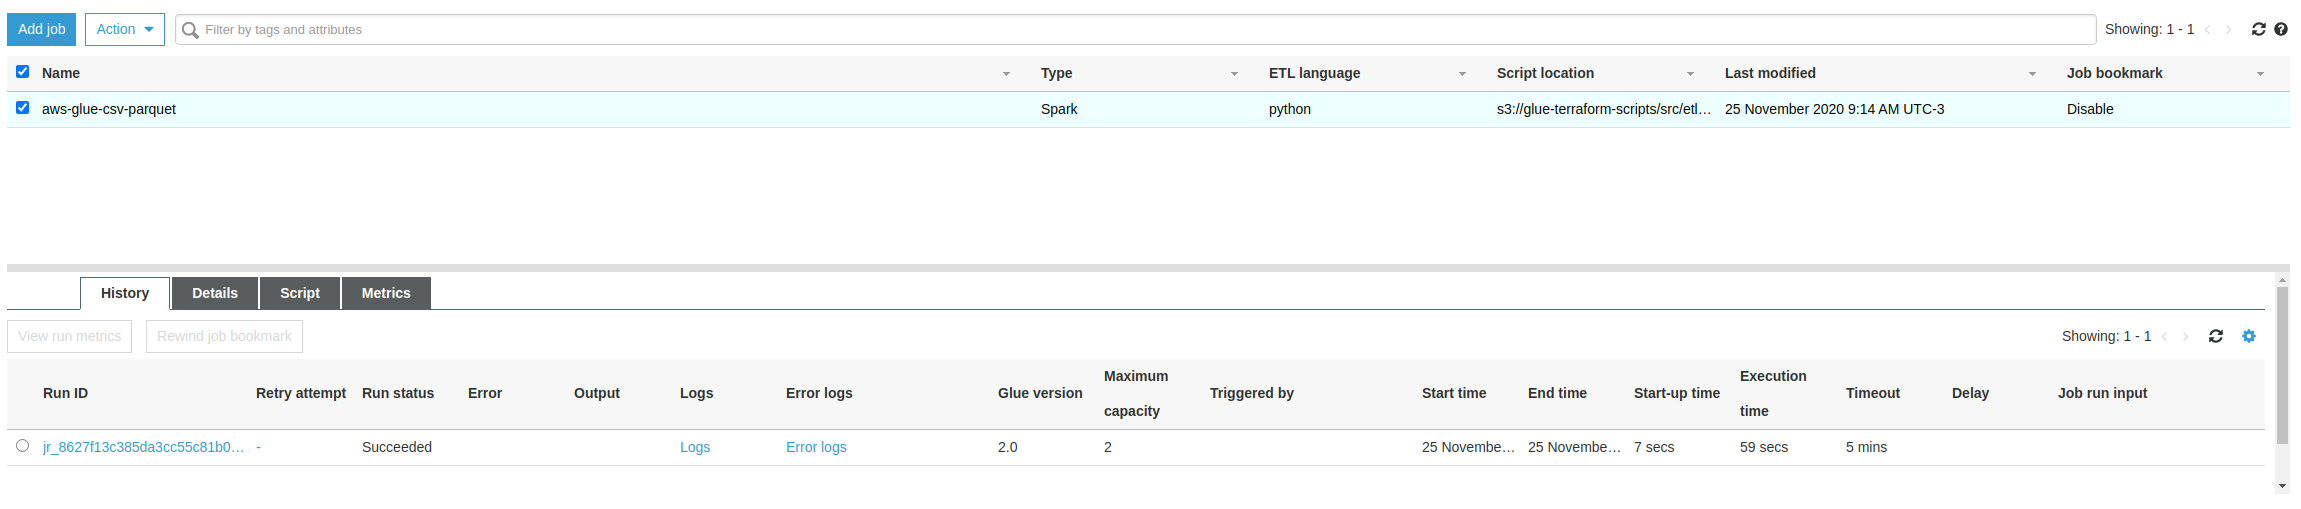 Add job Action Filter by tags and attributes Showing: 1 - 1
Name Type ETL language Script location Last modified Job bookmark
aws-glue-csv-parquet Spark python s3://glue-terraform-scripts/src/etl... 25 November 2020 9:14 AM UTC-3 Disable
History Details Script Metrics
View run metrics Rewind job bookmark Showing: 1 - 1
Run ID Retry attempt Run status Error Output Logs Error logs Glue version Maximum capacity Triggered by Start time End time Start-up time Execution time Timeout Delay Job run input
jr_8627f13c385da3cc55c81b0... - Succeeded Logs Error logs 2.0 2 25 Novembe... 25 Novembe... 7 secs 59 secs 5 mins